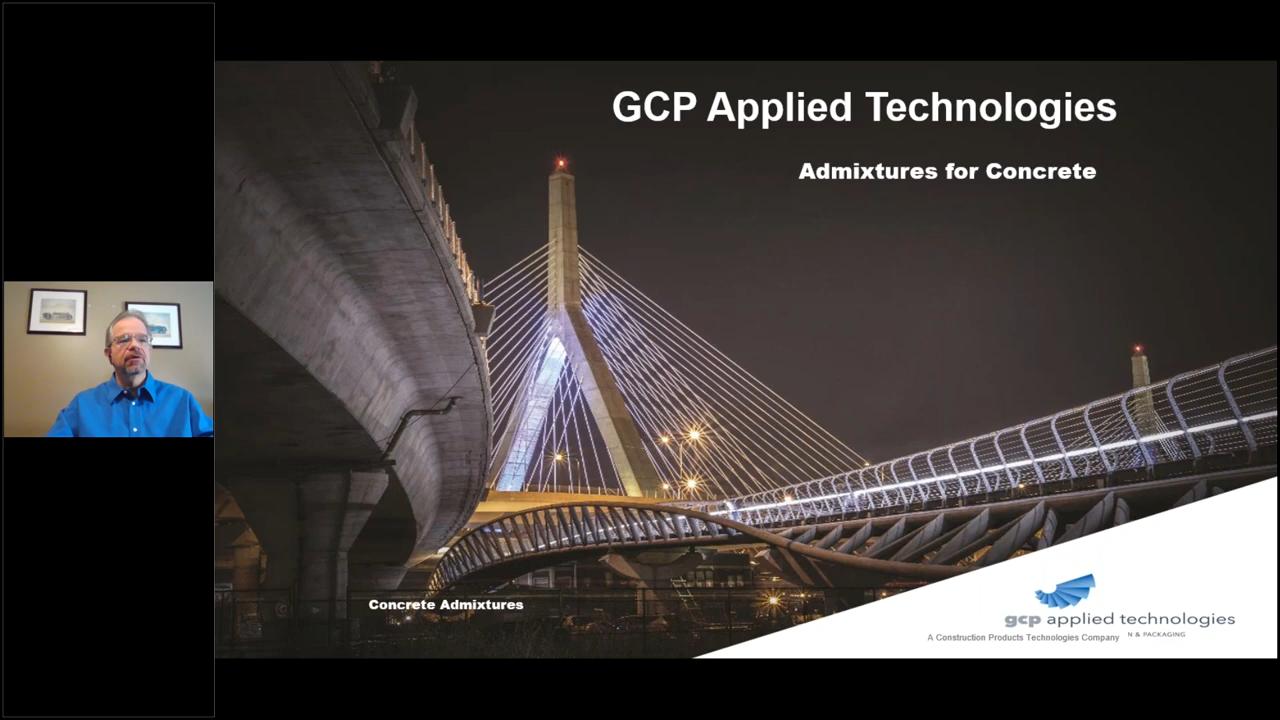 GCP Applied Technologies
Admixtures for Concrete
Concrete Admixtures
gcp applied technologies
N & PACKAGING
A Construction Products Technologies Company